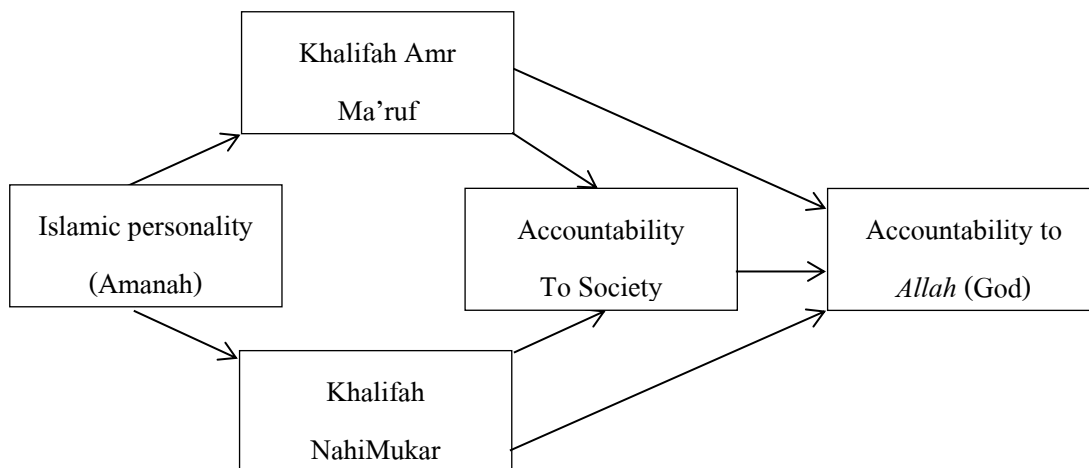 Khalifah Amr
Ma’ruf
Islamic personality
(Amanah)
Accountability
To Society
Accountability to
Allah (God)
Khalifah
NahiMukar